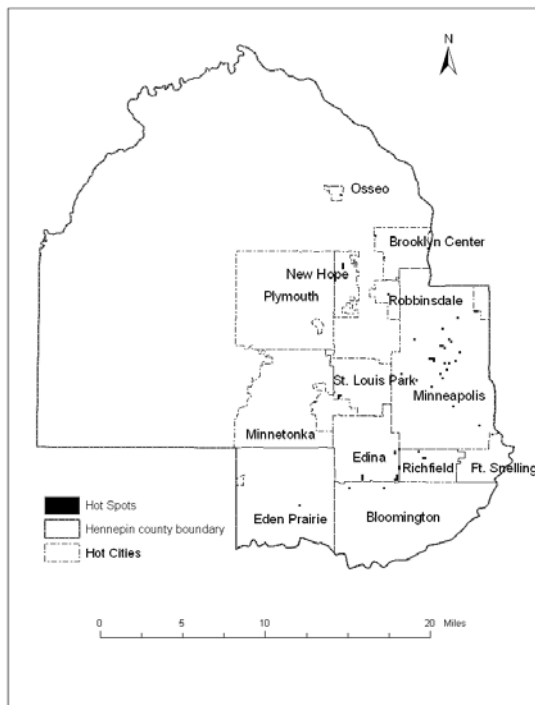 N
Osseo
Brooklyn Center
New Hope
Plymouth
Robbinsdale
St. Louis Park
Minneapolis
Minnetonka
Edina
Richfield
Ft. Snelling
Hot Spots
Hennepin county boundary
Hot Cities
Eden Prairie
Bloomington
0 5 10 20 Miles